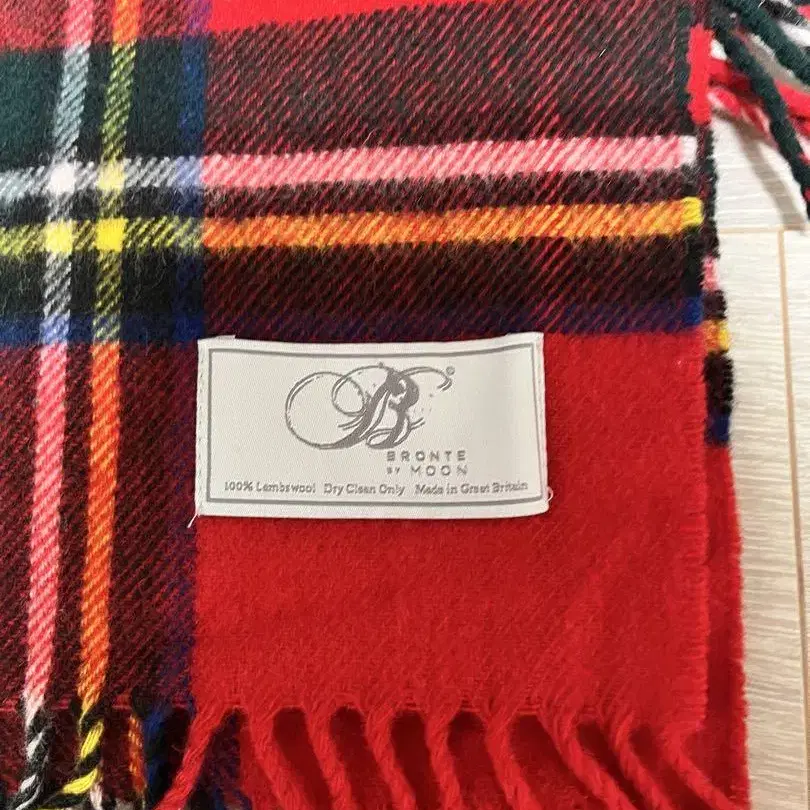 B®
BRONTE
BY MOON
100% Lambswool Dry Clean Only Made in Great Britain